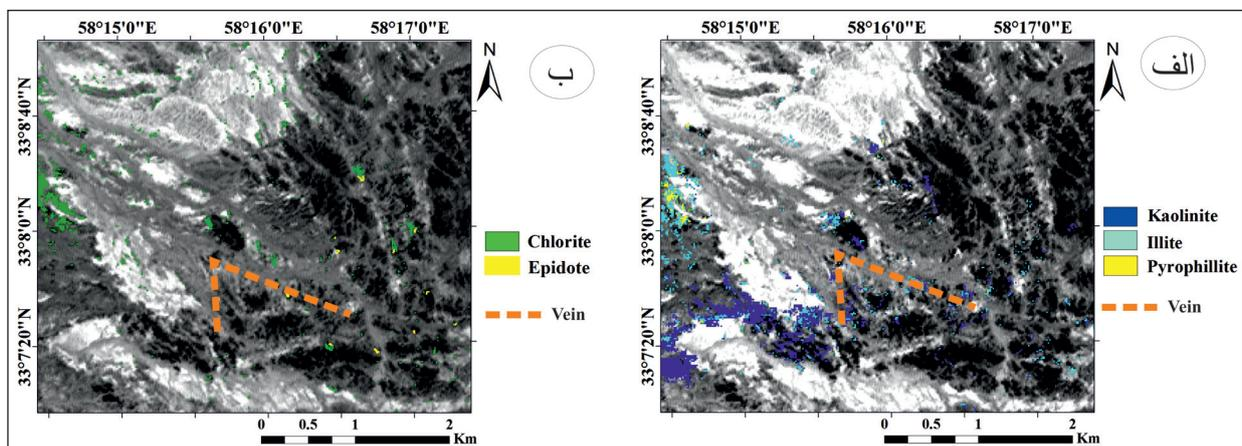 58°15'0"E 58°16'0"E 58°17'0"E
33°8'40"N
33°8'0"N
33°7'20"N
N
ب
Chlorite
Epidote
Vein
0 0.5 1 2
Km
58°15'0"E 58°16'0"E 58°17'0"E
33°8'40"N
33°8'0"N
33°7'20"N
N
الف
Kaolinite
Illite
Pyrophillite
Vein
0 0.5 1 2
Km